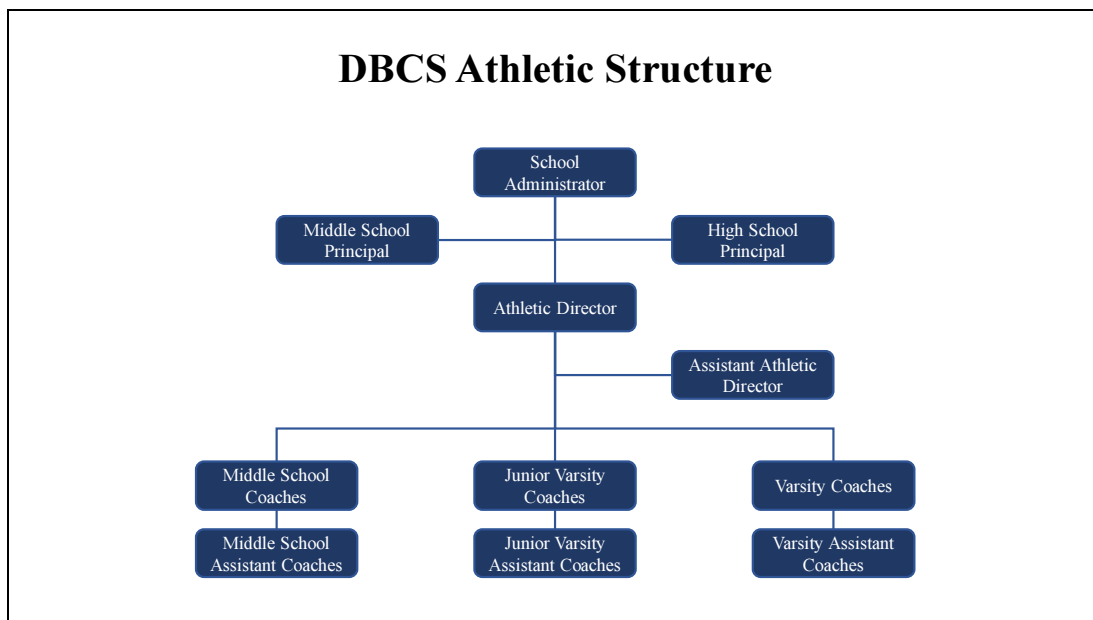 DBCS Athletic Structure
School
Administrator
Middle School
Principal
High School
Principal
Athletic Director
Assistant Athletic
Director
Middle School
Coaches
Junior Varsity
Coaches
Varsity Coaches
Middle School
Assistant Coaches
Junior Varsity
Assistant Coaches
Varsity Assistant
Coaches